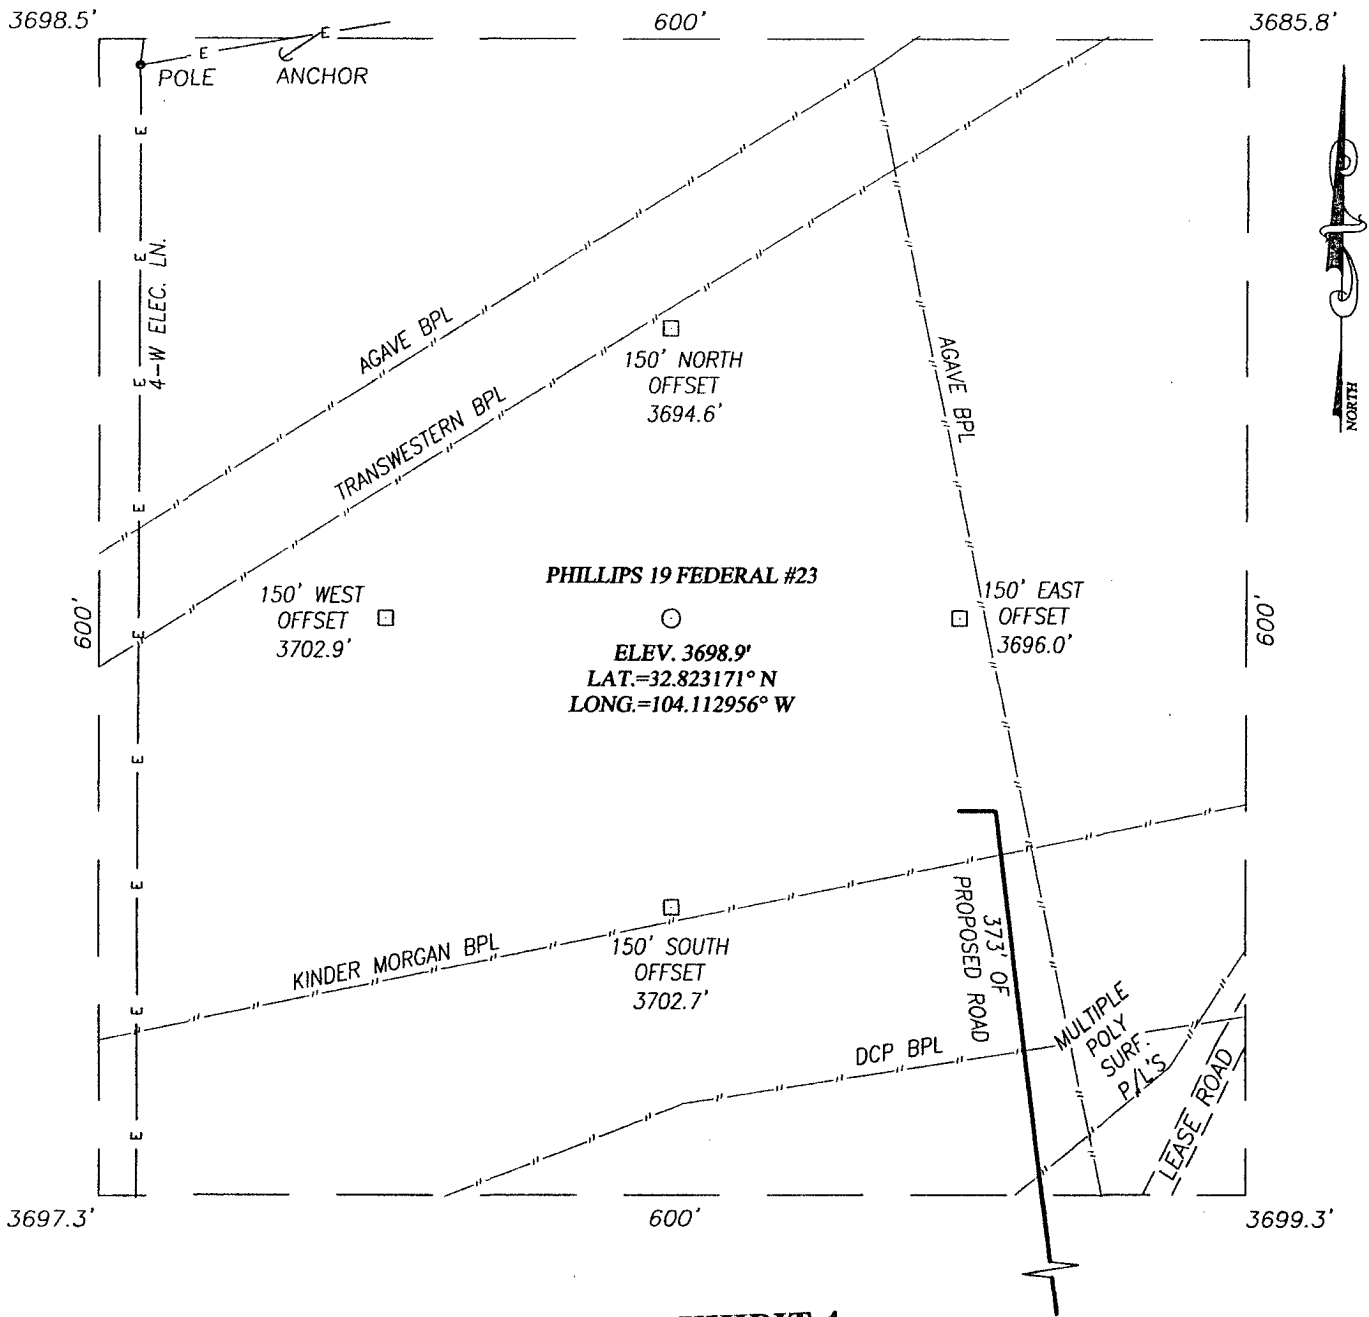 3698.5'
600'
3685.8'
E
E
POLE
ANCHOR
E
E
4-W ELEC. LN.
E
E
E
E
E
E
E
AGAVE BPL
TRANSWESTERN BPL
150' NORTH
OFFSET
3694.6'
AGAVE BPL
NORTH
600'
150' WEST
OFFSET
3702.9'
PHILLIPS 19 FEDERAL #23
ELEV. 3698.9'
LAT.=32.823171° N
LONG.=104.112956° W
150' EAST
OFFSET
3696.0'
600'
KINDER MORGAN BPL
150' SOUTH
OFFSET
3702.7'
373' OF
PROPOSED ROAD
DCP BPL
MULTIPLE
POLY
SURF.
P/L'S
LEASE ROAD
3697.3'
600'
3699.3'